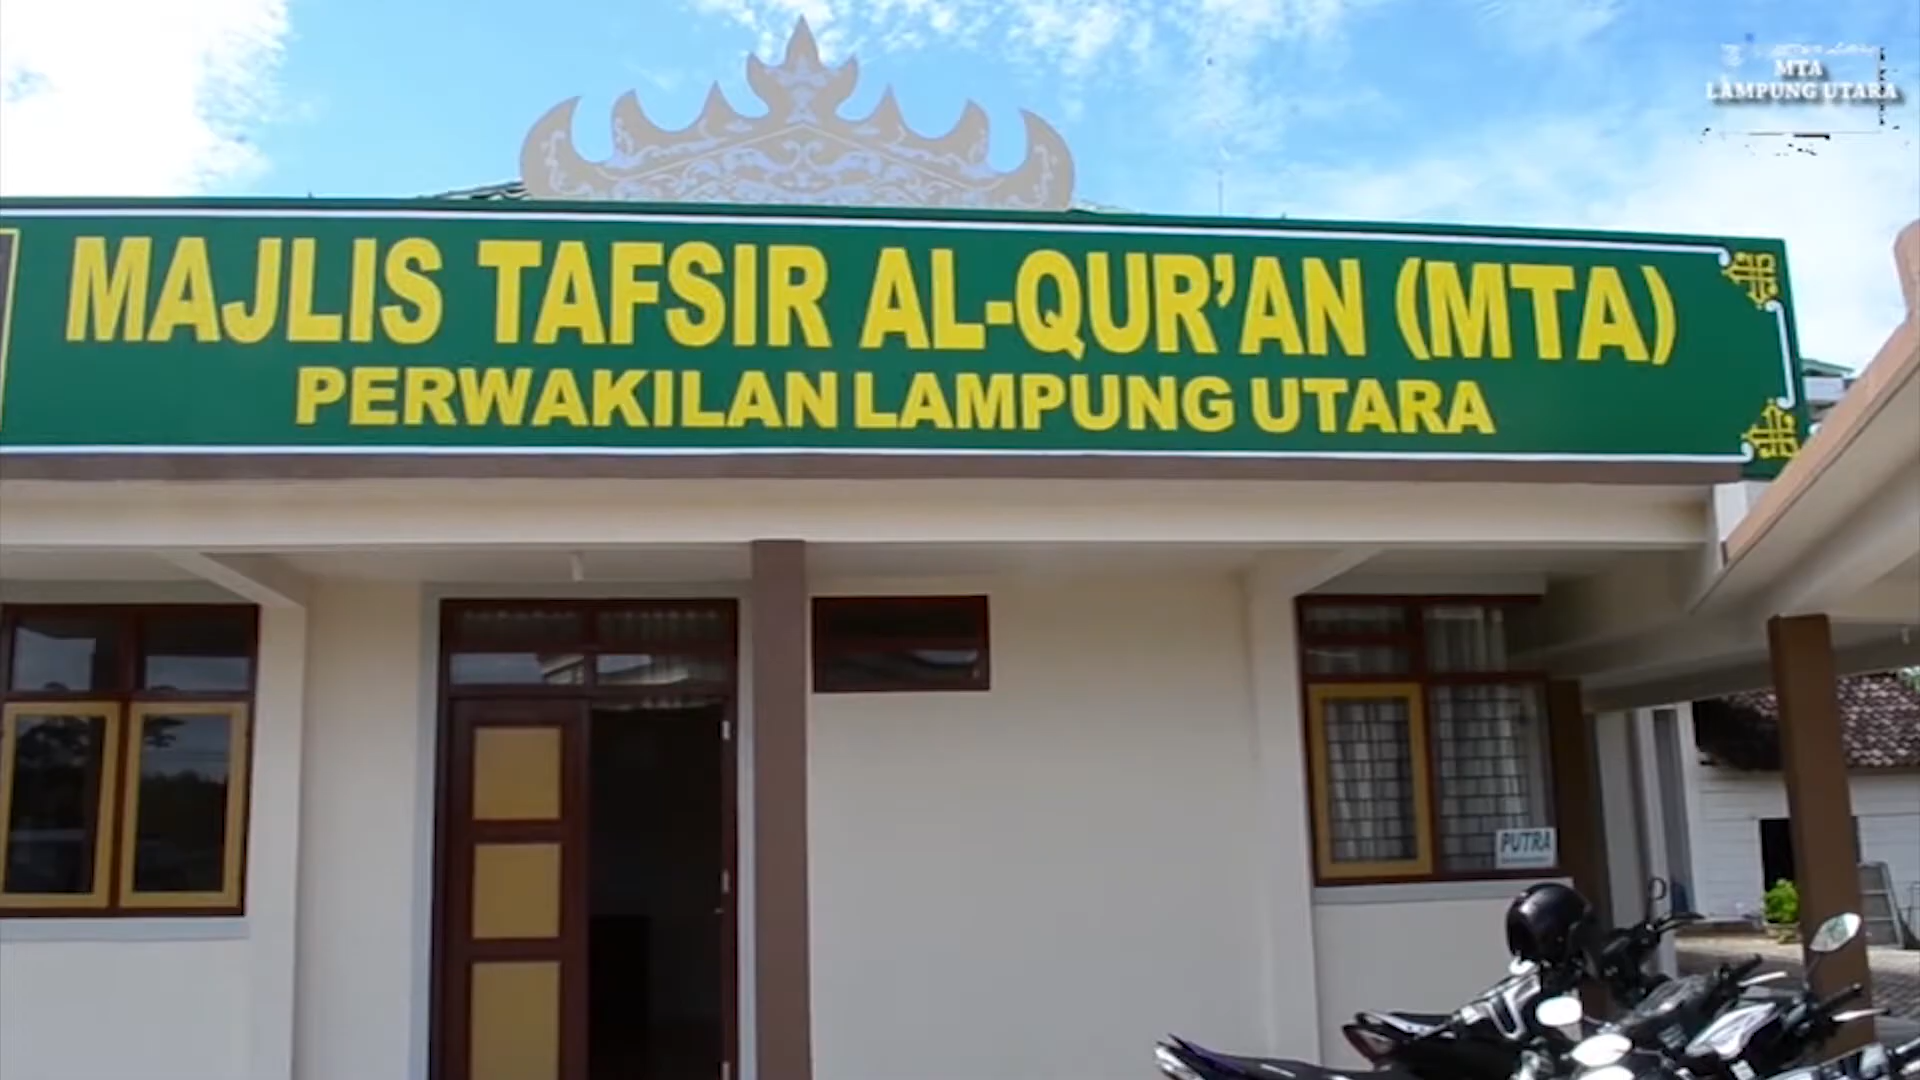 MTA
LAMPUNG UTARA
MAJLIS TAFSIR AL-QUR'AN (MTA)
PERWAKILAN LAMPUNG UTARA
PUTRA